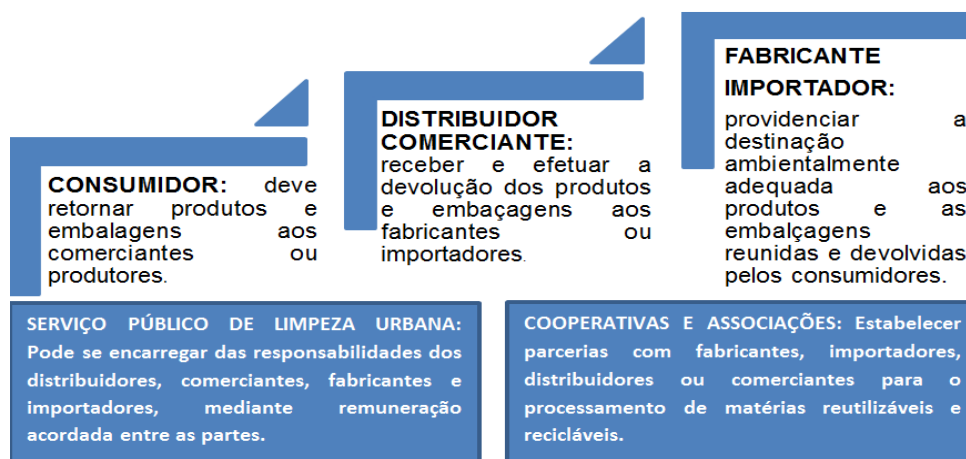 CONSUMIDOR: deve
retornar produtos e
embalagens aos
comerciantes ou
produtores.
DISTRIBUIDOR
COMERCIANTE:
receber e efetuar a
devolução dos produtos
e embaçagens aos
fabricantes ou
importadores.
FABRICANTE
IMPORTADOR:
providenciar a
destinação
ambientalmente
adequada aos
produtos e as
embalçagens
reunidas e devolvidas
pelos consumidores.
SERVIÇO PÚBLICO DE LIMPEZA URBANA:
Pode se encarregar das responsabilidades dos
distribuidores, comerciantes, fabricantes e
importadores, mediante remuneração
acordada entre as partes.
COOPERATIVAS E ASSOCIAÇÕES: Estabelecer
parcerias com fabricantes, importadores,
distribuidores ou comerciantes para o
processamento de matérias reutilizáveis e
recicláveis.